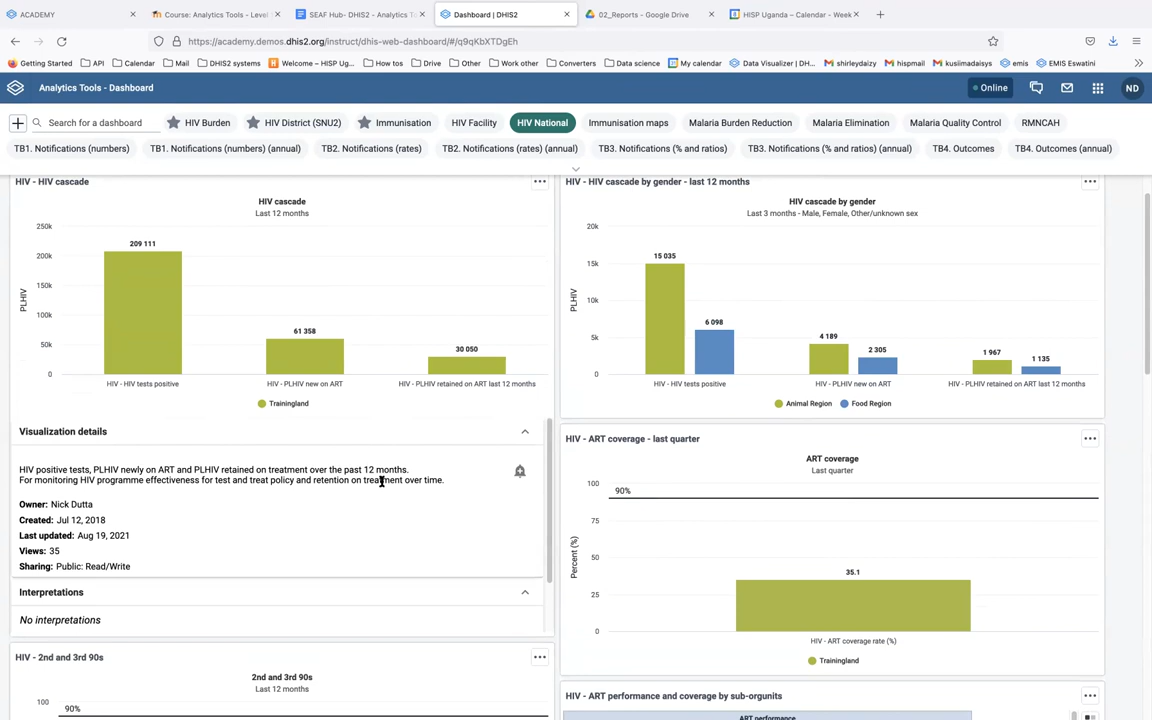 ACADEMY
Course: Analytics Tools - Level
SEAF Hub- DHIS2 - Analytics To
Dashboard | DHIS2
02_Reports - Google Drive
HISP Uganda – Calendar - Week
https://academy.demos.dhis2.org/instruct/dhis-web-dashboard/#/q9qKbXTDgEh
Getting Started
API
Calendar
Mail
DHIS2 systems
Welcome – HISP Ug...
How tos
Drive
Other
Work other
Converters
Data science
My calendar
Data Visualizer | DH...
shirleydaizy
hispmail
kusiimadaisys
emis
EMIS Eswatini
Analytics Tools - Dashboard
Online
ND
Search for a dashboard
HIV Burden
HIV District (SNU2)
Immunisation
HIV Facility
HIV National
Immunisation maps
Malaria Burden Reduction
Malaria Elimination
Malaria Quality Control
RMNCAH
TB1. Notifications (numbers)
TB1. Notifications (numbers) (annual)
TB2. Notifications (rates)
TB2. Notifications (rates) (annual)
TB3. Notifications (% and ratios)
TB3. Notifications (% and ratios) (annual)
TB4. Outcomes
TB4. Outcomes (annual)
HIV - HIV cascade
HIV cascade
Last 12 months
PLHIV
250k
200k
150k
100k
50k
0
209 111
61 358
30 050
HIV - HIV tests positive
HIV - PLHIV new on ART
HIV - PLHIV retained on ART last 12 months
Trainingland
Visualization details
HIV positive tests, PLHIV newly on ART and PLHIV retained on treatment over the past 12 months.
For monitoring HIV programme effectiveness for test and treat policy and retention on treatment over time.
Owner: Nick Dutta
Created: Jul 12, 2018
Last updated: Aug 19, 2021
Views: 35
Sharing: Public: Read/Write
Interpretations
No interpretations
HIV - 2nd and 3rd 90s
2nd and 3rd 90s
Last 12 months
100
90%
HIV - HIV cascade by gender - last 12 months
HIV cascade by gender
Last 3 months - Male, Female, Other/unknown sex
PLHIV
20k
15k
10k
5k
0
15 035
6 098
4 189
2 305
1 967
1 135
HIV - HIV tests positive
HIV - PLHIV new on ART
HIV - PLHIV retained on ART last 12 months
Animal Region
Food Region
HIV - ART coverage - last quarter
ART coverage
Last quarter
Percent (%)
100
75
50
25
0
90%
35.1
HIV - ART coverage rate (%)
Trainingland
HIV - ART performance and coverage by sub-orgunits
ART performance